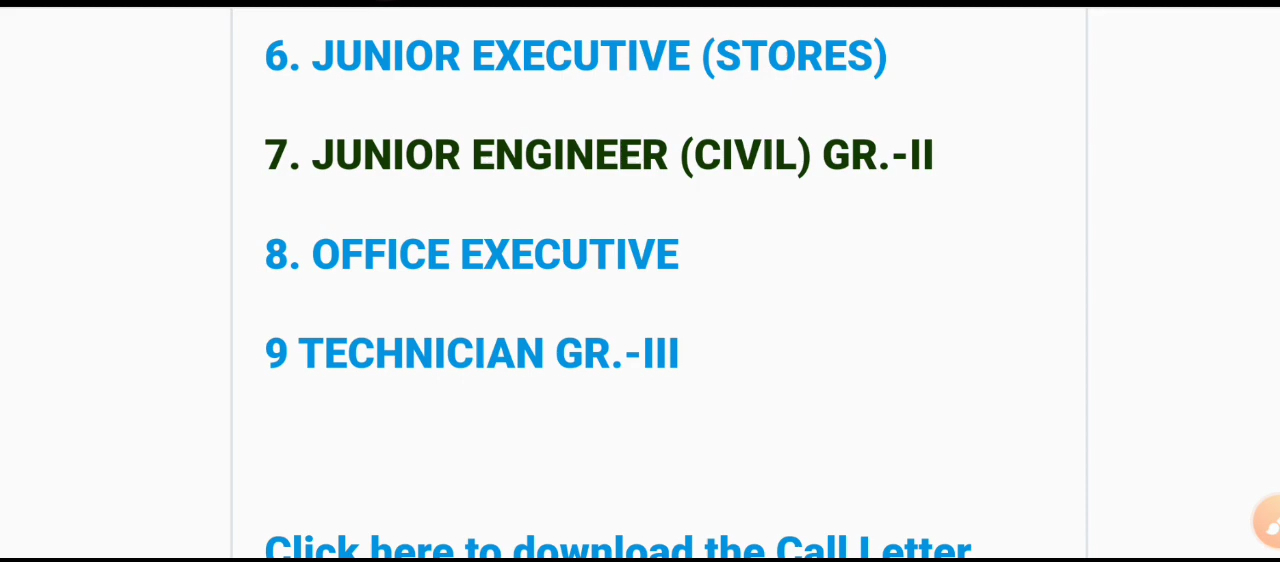 6. JUNIOR EXECUTIVE (STORES)
7. JUNIOR ENGINEER (CIVIL) GR.-II
8. OFFICE EXECUTIVE
9 TECHNICIAN GR.-III
Click here to download the Call Letter